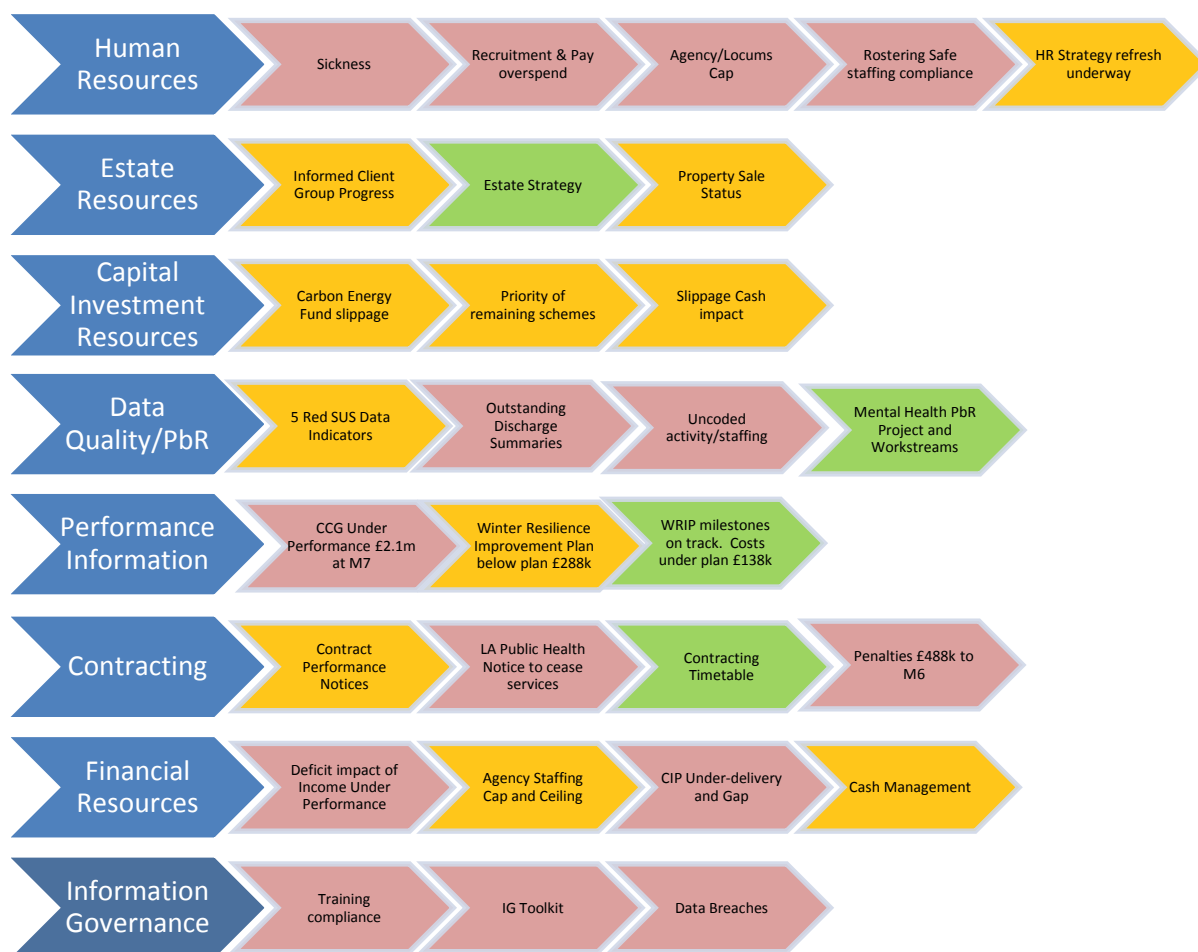 Human
Resources
Sickness
Recruitment & Pay
overspend
Agency/Locums
Cap
Rostering Safe
staffing compliance
HR Strategy refresh
underway
Estate
Resources
Informed Client
Group Progress
Estate Strategy
Property Sale
Status
Capital
Investment
Resources
Carbon Energy
Fund slippage
Priority of
remaining schemes
Slippage Cash
impact
Data
Quality/PbR
5 Red SUS Data
Indicators
Outstanding
Discharge
Summaries
Uncoded
activity/staffing
Mental Health PbR
Project and
Workstreams
Performance
Information
CCG Under
Performance £2.1m
at M7
Winter Resilience
Improvement Plan
below plan £288k
WRIP milestones
on track. Costs
under plan £138k
Contracting
Contract
Performance
Notices
LA Public Health
Notice to cease
services
Contracting
Timetable
Penalties £488k to
M6
Financial
Resources
Deficit impact of
Income Under
Performance
Agency Staffing
Cap and Ceiling
CIP Under-delivery
and Gap
Cash Management
Information
Governance
Training
compliance
IG Toolkit
Data Breaches